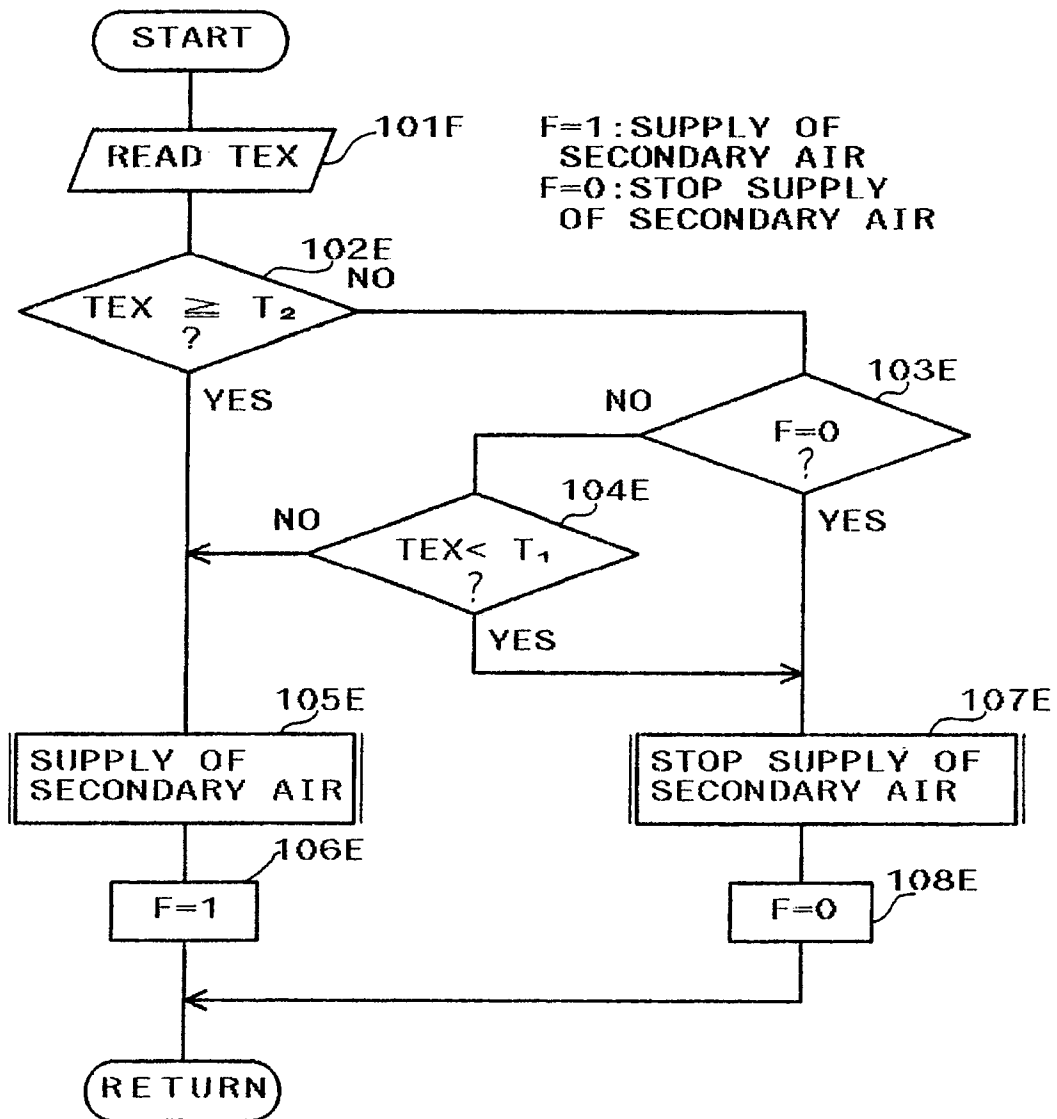 START
READ TEX
101F
F=1:SUPPLY OF
SECONDARY AIR
F=0:STOP SUPPLY
OF SECONDARY AIR
102E
NO
TEX ≧ T₂
?
YES
103E
NO
F=0
?
YES
104E
NO
TEX< T₁
?
YES
105E
SUPPLY OF
SECONDARY AIR
107E
STOP SUPPLY OF
SECONDARY AIR
106E
F=1
108E
F=0
RETURN